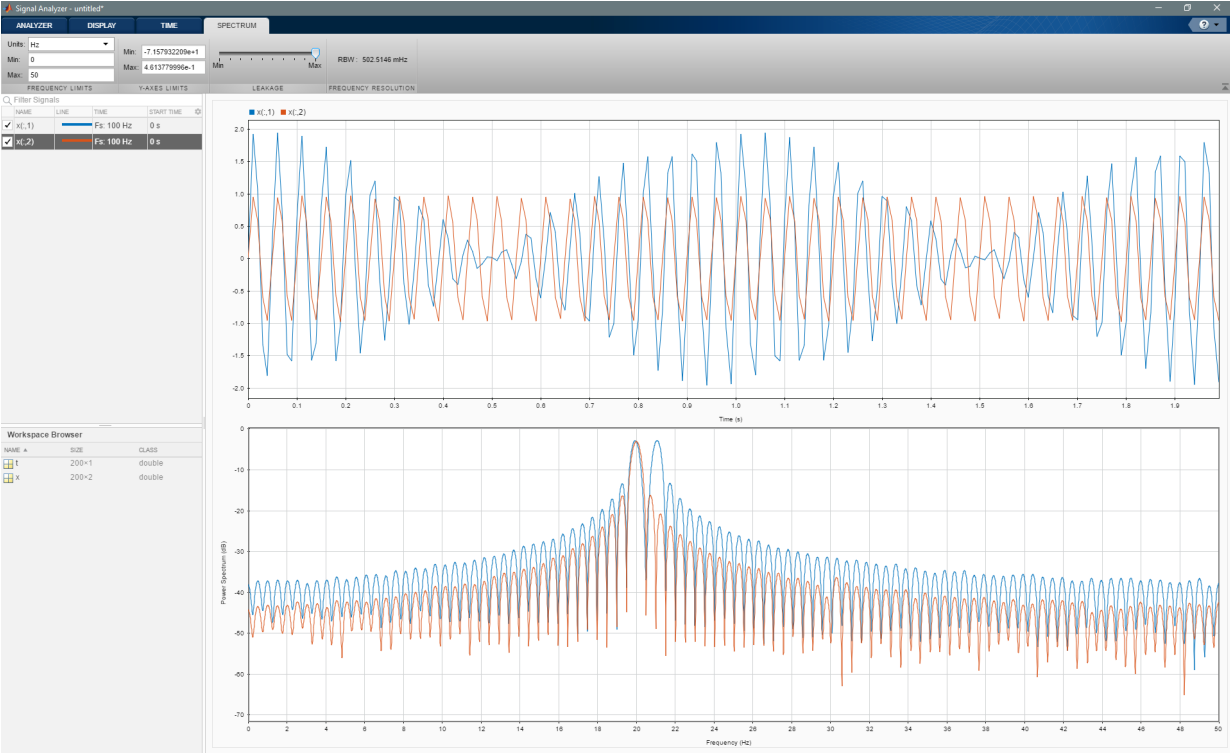 Signal Analyzer - untitled*
ANALYZER DISPLAY TIME SPECTRUM
?
Units: Hz
Min: 0
Max: 50
Min: -7.157932209e+1
Max: 4.613779996e-1
Min Max
RBW : 502.5146 mHz
FREQUENCY LIMITS Y-AXES LIMITS LEAKAGE FREQUENCY RESOLUTION
Filter Signals
NAME LINE TIME START TIME
x(:,1) Fs: 100 Hz 0 s
x(:,2) Fs: 100 Hz 0 s
Workspace Browser
NAME SIZE CLASS
t 200×1 double
x 200×2 double
x(:,1) x(:,2)
2.0
1.5
1.0
0.5
0
-0.5
-1.0
-1.5
-2.0
0 0.1 0.2 0.3 0.4 0.5 0.6 0.7 0.8 0.9 1.0 1.1 1.2 1.3 1.4 1.5 1.6 1.7 1.8 1.9
Time (s)
0
-10
-20
-30
-40
-50
-60
-70
Power Spectrum (dB)
0 2 4 6 8 10 12 14 16 18 20 22 24 26 28 30 32 34 36 38 40 42 44 46 48 50
Frequency (Hz)